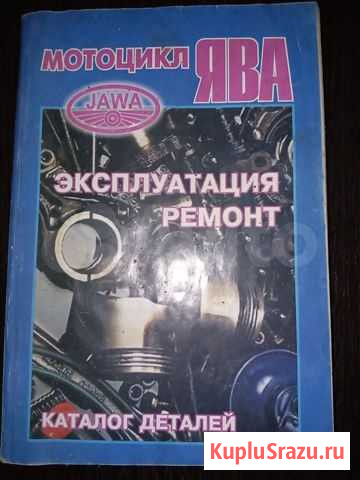 МОТОЦИКЛ ЯВА
JAWA
ЭКСПЛУАТАЦИЯ
РЕМОНТ
КАТАЛОГ ДЕТАЛЕЙ
KupluSrazu.ru